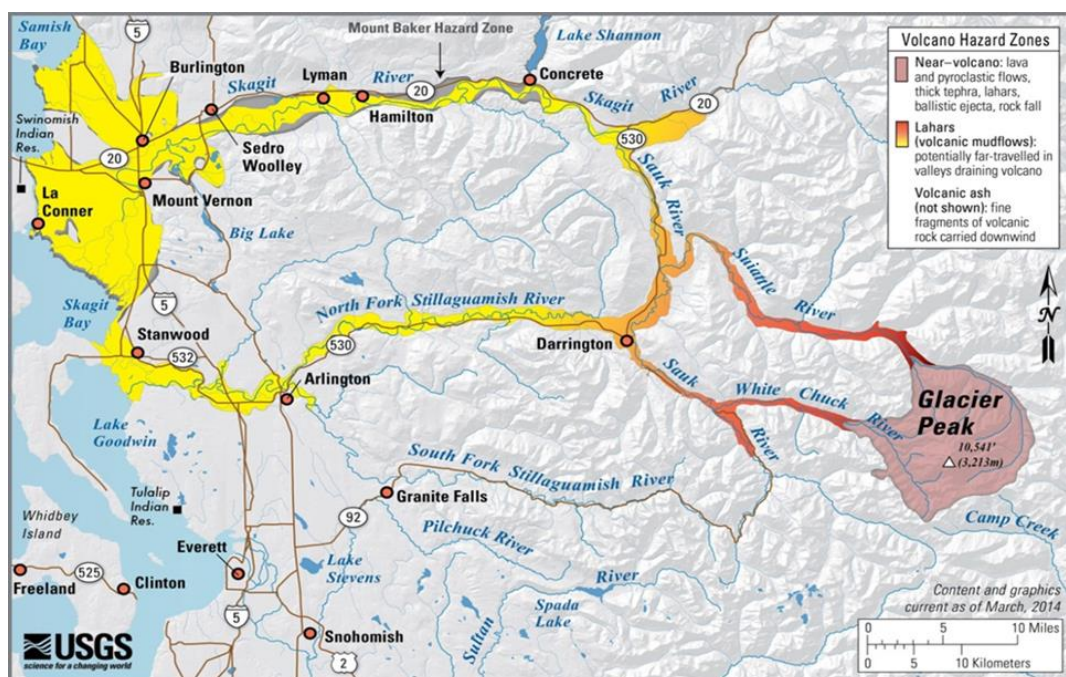 Samish
Bay
5
Mount Baker Hazard Zone
Lake Shannon
Burlington
Skagit
Lyman
River
20
Concrete
Skagit
River
20
Hamilton
Swinomish
Indian
Res.
20
Sedro
Woolley
530
Sauk
River
La
Conner
Mount Vernon
Big Lake
Suiattle
River
Skagit
Bay
5
North Fork Stillaguamish River
Stanwood
532
530
Darrington
Arlington
Sauk
River
White Chuck
River
Glacier
Peak
10,541'
(3,213m)
Lake
Goodwin
South Fork Stillaguamish River
Tulalip
Indian
Res.
Granite Falls
92
Pilchuck River
Camp Creek
Whidbey
Island
Everett
Lake
Stevens
River
525
Freeland
Clinton
5
Spada
Lake
Sultan
Snohomish
2
Volcano Hazard Zones
Near–volcano: lava
and pyroclastic flows,
thick tephra, lahars,
ballistic ejecta, rock fall
Lahars
(volcanic mudflows):
potentially far-travelled in
valleys draining volcano
Volcanic ash
(not shown): fine
fragments of volcanic
rock carried downwind
N
Content and graphics
current as of March, 2014
0 5 10 Miles
0 5 10 Kilometers
USGS
science for a changing world